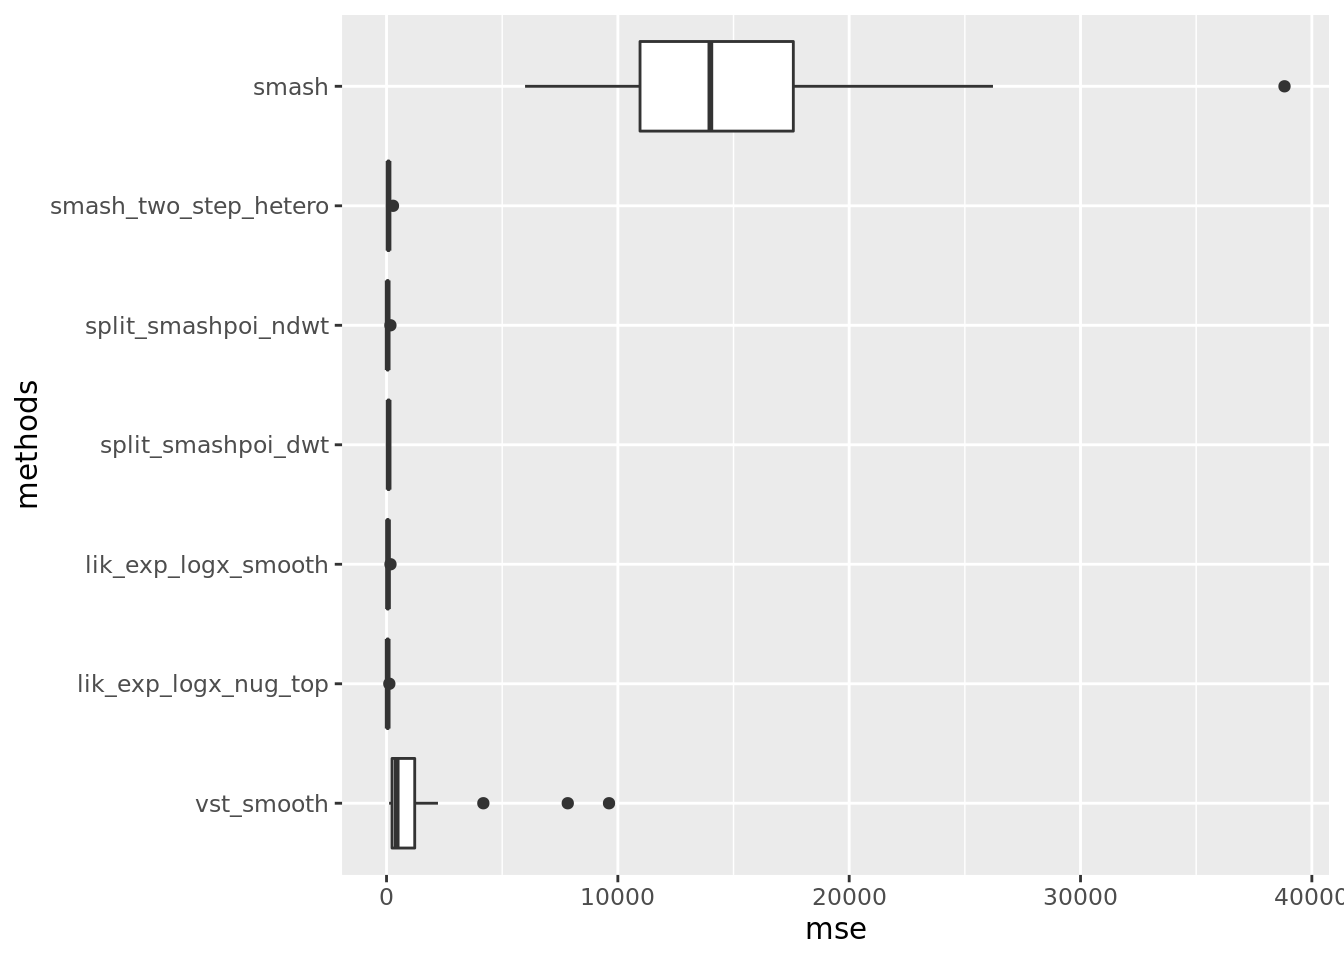 smash
smash_two_step_hetero
split_smashpoi_ndwt
split_smashpoi_dwt
lik_exp_logx_smooth
lik_exp_logx_nug_top
vst_smooth
methods
0 10000 20000 30000 40000
mse